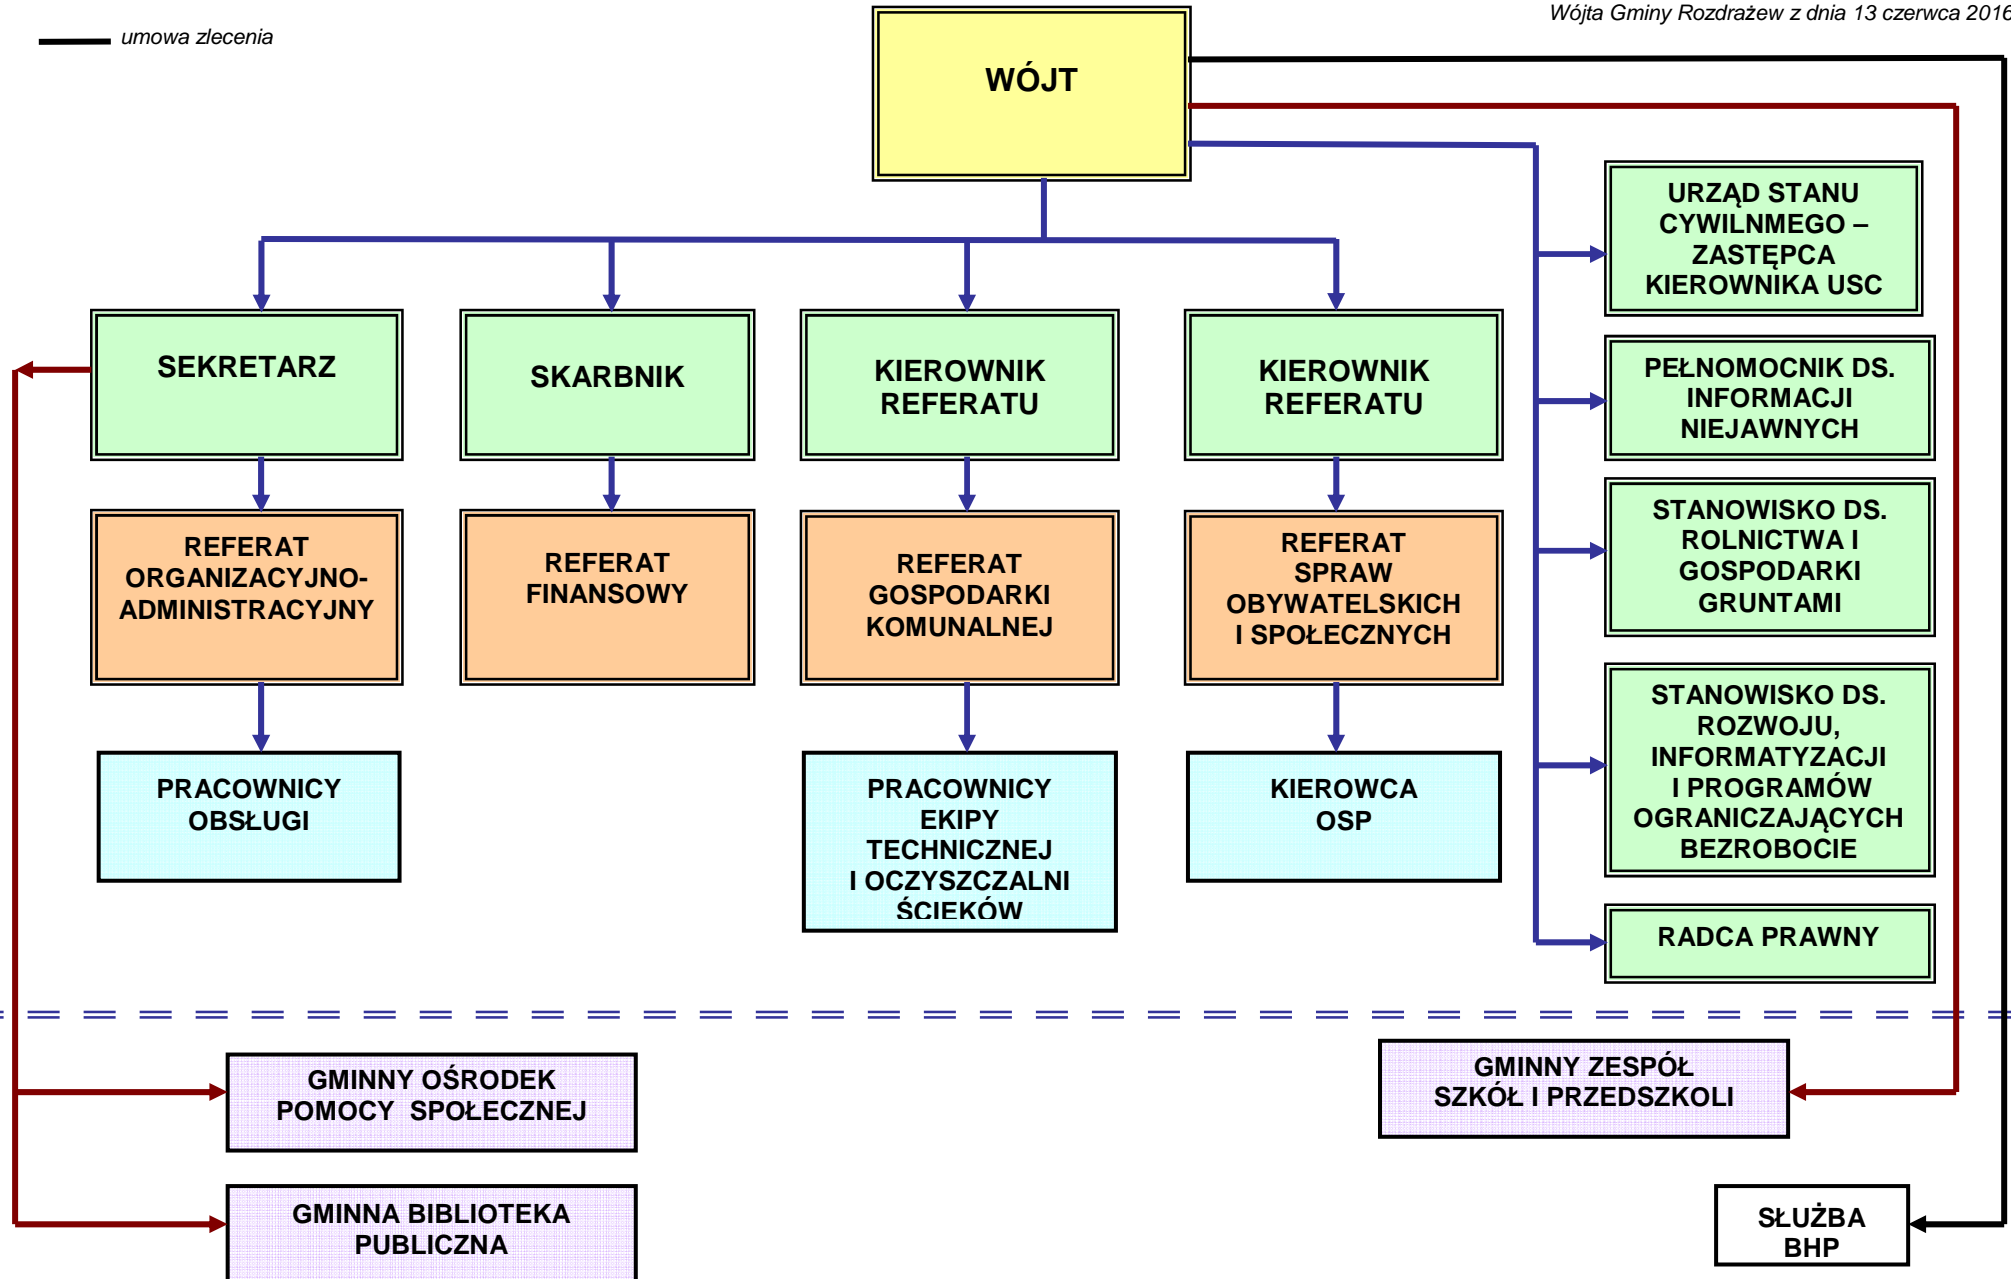 Wójta Gminy Rozdrażew z dnia 13 czerwca 2016
umowa zlecenia
WÓJT
URZĄD STANU
CYWILNMEGO –
ZASTĘPCA
KIEROWNIKA USC
SEKRETARZ
SKARBNIK
KIEROWNIK
REFERATU
KIEROWNIK
REFERATU
PEŁNOMOCNIK DS.
INFORMACJI
NIEJAWNYCH
REFERAT
ORGANIZACYJNO-
ADMINISTRACYJNY
REFERAT
FINANSOWY
REFERAT
GOSPODARKI
KOMUNALNEJ
REFERAT
SPRAW
OBYWATELSKICH
I SPOŁECZNYCH
STANOWISKO DS.
ROLNICTWA I
GOSPODARKI
GRUNTAMI
STANOWISKO DS.
ROZWOJU,
INFORMATYZACJI
I PROGRAMÓW
OGRANICZAJĄCYCH
BEZROBOCIE
PRACOWNICY
OBSŁUGI
PRACOWNICY
EKIPY
TECHNICZNEJ
I OCZYSZCZALNI
ŚCIEKÓW
KIEROWCA
OSP
RADCA PRAWNY
GMINNY OŚRODEK
POMOCY SPOŁECZNEJ
GMINNY ZESPÓŁ
SZKÓŁ I PRZEDSZKOLI
GMINNA BIBLIOTEKA
PUBLICZNA
SŁUŻBA
BHP